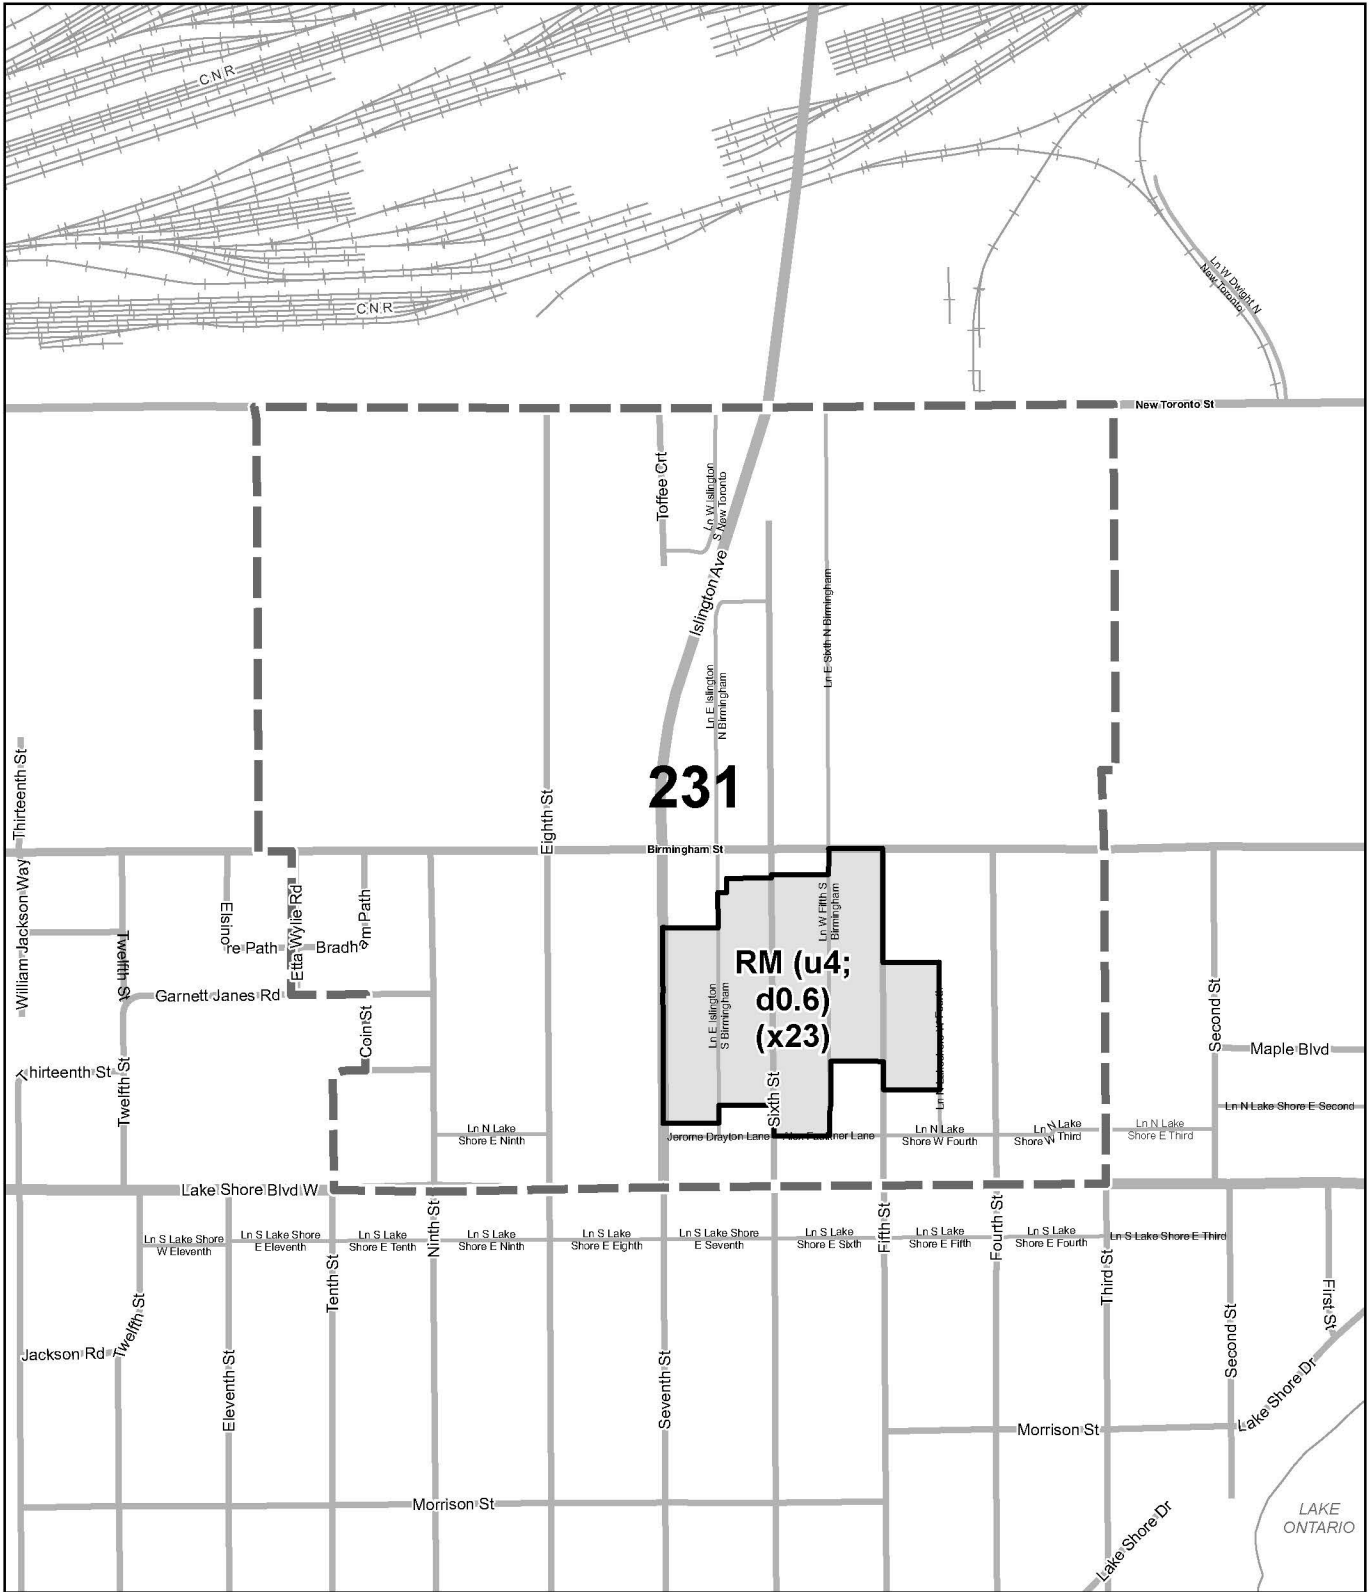 C N R
C N R
Ln W Dwight N
New Toronto
New Toronto St
Toffee Crt
Ln W Islington
S New Toronto
Islington Ave
Ln E Sixth N Birmingham
Ln E Islington
N Birmingham
231
Thirteenth St
Eighth St
Birmingham St
William Jackson Way
Twelfth St
Elsinore Path
Etta Wylie Rd
Bradhem Path
Ln W Fifth S
Birmingham
RM (u4;
d0.6)
(x23)
Garnett Janes Rd
Coin St
Ln E Islington
S Birmingham
Second St
Maple Blvd
Thirteenth St
Twelfth St
Sixth St
Ln N Lake Shore E Second
Ln N Lake
Shore E Ninth
Jerome Drayton Lane
Ln N Lake
Shore W Fourth
Ln N Lake
Shore W Third
Ln N Lake
Shore E Third
Lake Shore Blvd W
Ln S Lake Shore
W Eleventh
Ln S Lake Shore
E Eleventh
Ln S Lake
Shore E Tenth
Ninth St
Ln S Lake
Shore E Ninth
Ln S Lake
Shore E Eighth
Ln S Lake Shore
E Seventh
Ln S Lake
Shore E Sixth
Fifth St
Ln S Lake
Shore E Fifth
Fourth St
Ln S Lake
Shore E Fourth
Ln S Lake Shore E Third
Tenth St
Third St
First St
Twelfth St
Jackson Rd
Eleventh St
Seventh St
Second St
Lake Shore Dr
Morrison St
Morrison St
Lake Shore Dr
LAKE
ONTARIO